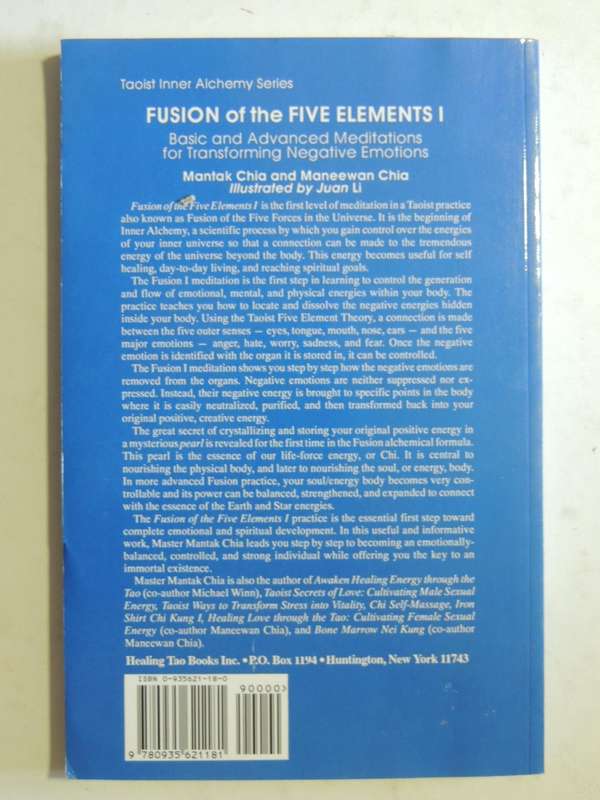 Taoist Inner Alchemy Series
FUSION of the FIVE ELEMENTS I
Basic and Advanced Meditations
for Transforming Negative Emotions
Mantak Chia and Maneewan Chia
Illustrated by Juan Li
Fusion of the Five Elements I is the first level of meditation in a Taoist practice
also known as Fusion of the Five Forces in the Universe. It is the beginning of
Inner Alchemy, a scientific process by which you gain control over the energies
of your inner universe so that a connection can be made to the tremendous
energy of the universe beyond the body. This energy becomes useful for self
healing, day-to-day living, and reaching spiritual goals.
The Fusion I meditation is the first step in learning to control the generation
and flow of emotional, mental, and physical energies within your body. The
practice teaches you how to locate and dissolve the negative energies hidden
inside your body. Using the Taoist Five Element Theory, a connection is made
between the five outer senses — eyes, tongue, mouth, nose, ears — and the five
major emotions — anger, hate, worry, sadness, and fear. Once the negative
emotion is identified with the organ it is stored in, it can be controlled.
The Fusion I meditation shows you step by step how the negative emotions are
removed from the organs. Negative emotions are neither suppressed nor ex-
pressed. Instead, their negative energy is brought to specific points in the body
where it is easily neutralized, purified, and then transformed back into your
original positive, creative energy.
The great secret of crystallizing and storing your original positive energy in
a mysterious pearl is revealed for the first time in the Fusion alchemical formula.
This pearl is the essence of our life-force energy, or Chi. It is central to
nourishing the physical body, and later to nourishing the soul, or energy, body.
In more advanced Fusion practice, your soul/energy body becomes very con-
trollable and its power can be balanced, strengthened, and expanded to connect
with the essence of the Earth and Star energies.
The Fusion of the Five Elements I practice is the essential first step toward
complete emotional and spiritual development. In this useful and informative
work, Master Mantak Chia leads you step by step to becoming an emotionally-
balanced, controlled, and strong individual while offering you the key to an
immortal existence.
Master Mantak Chia is also the author of Awaken Healing Energy through the
Tao (co-author Michael Winn), Taoist Secrets of Love: Cultivating Male Sexual
Energy, Taoist Ways to Transform Stress into Vitality, Chi Self-Massage, Iron
Shirt Chi Kung I, Healing Love through the Tao: Cultivating Female Sexual
Energy (co-author Maneewan Chia), and Bone Marrow Nei Kung (co-author
Maneewan Chia).
Healing Tao Books Inc. • P.O. Box 1194 • Huntington, New York 11743
ISBN 0-935621-18-0
90000>
9 780935 621181